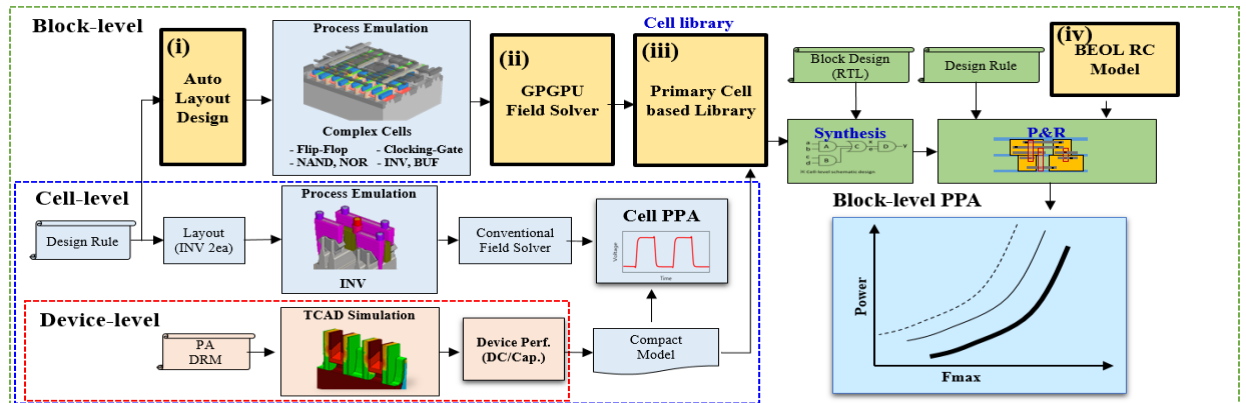 Block-level
(i)
Auto
Layout
Design
Process Emulation
Complex Cells
- Flip-Flop - Clocking-Gate
- NAND, NOR - INV, BUF
(ii)
GPGPU
Field Solver
Cell library
(iii)
Primary Cell
based Library
Block Design
(RTL)
Design Rule
(iv)
BEOL RC
Model
Synthesis
a
b
c
d
A
B
C
e
D
Y
P&R
Cell-level
Design Rule
Layout
(INV 2ea)
Process Emulation
INV
Conventional
Field Solver
Cell PPA
Voltage
Time
Device-level
PA
DRM
TCAD Simulation
Device Perf.
(DC/Cap.)
Compact
Model
Block-level PPA
Power
Fmax